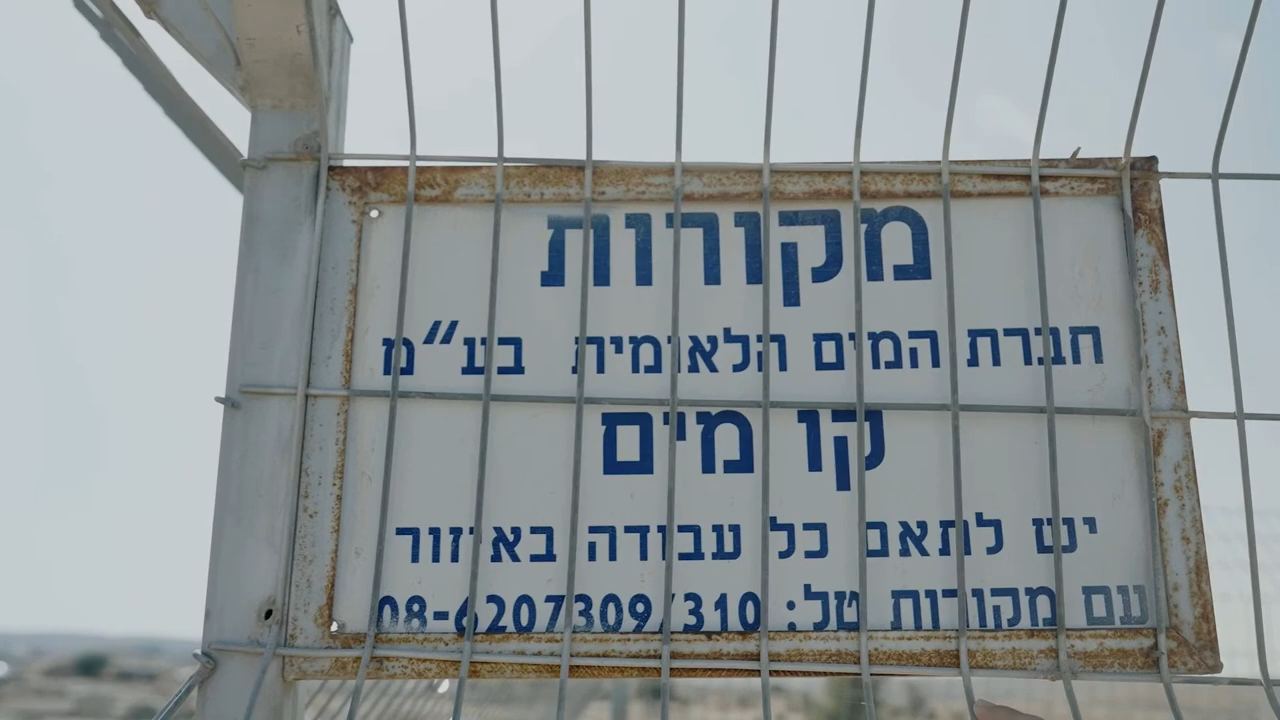 מקורות
חברת המים הלאומית בע״מ
קו מים
יש לתאם כל עבודה באיזור
עם מקורות טל: 08-6207309/310